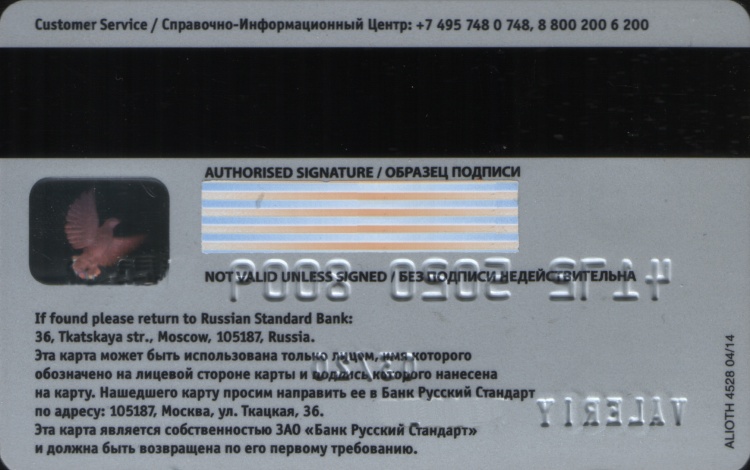 Customer Service / Справочно-Информационный Центр: +7 495 748 0 748, 8 800 200 6 200
AUTHORISED SIGNATURE / ОБРАЗЕЦ ПОДПИСИ
NOT VALID UNLESS SIGNED / БЕЗ ПОДПИСИ НЕДЕЙСТВИТЕЛЬНА
If found please return to Russian Standard Bank:
36, Tkatskaya str., Moscow, 105187, Russia.
Эта карта может быть использована только лицом, имя которого
обозначено на лицевой стороне карты и подпись которого нанесена
на карту. Нашедшего карту просим направить ее в Банк Русский Стандарт
по адресу: 105187, Москва, ул. Ткацкая, 36.
Эта карта является собственностью ЗАО «Банк Русский Стандарт»
и должна быть возвращена по его первому требованию.
VALERIY
ALIOTH 4528 04/14